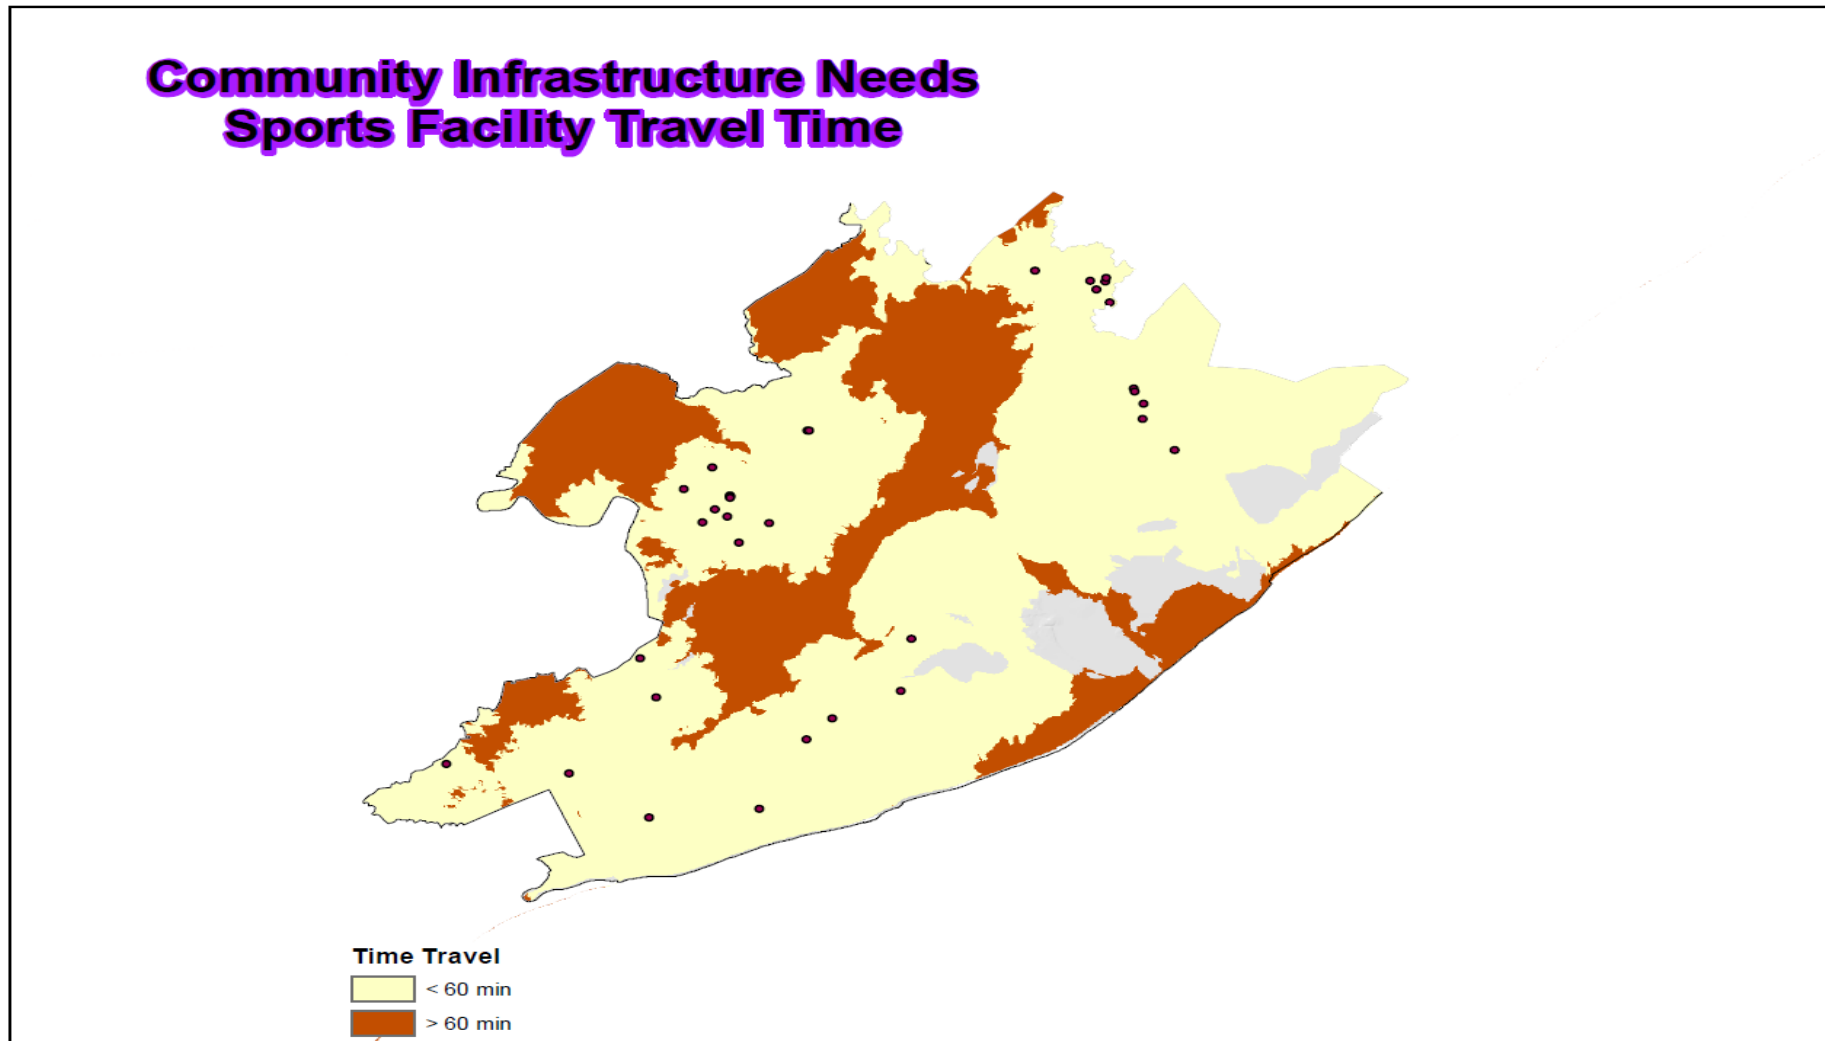 Community Infrastructure Needs
Sports Facility Travel Time
Time Travel
< 60 min
> 60 min